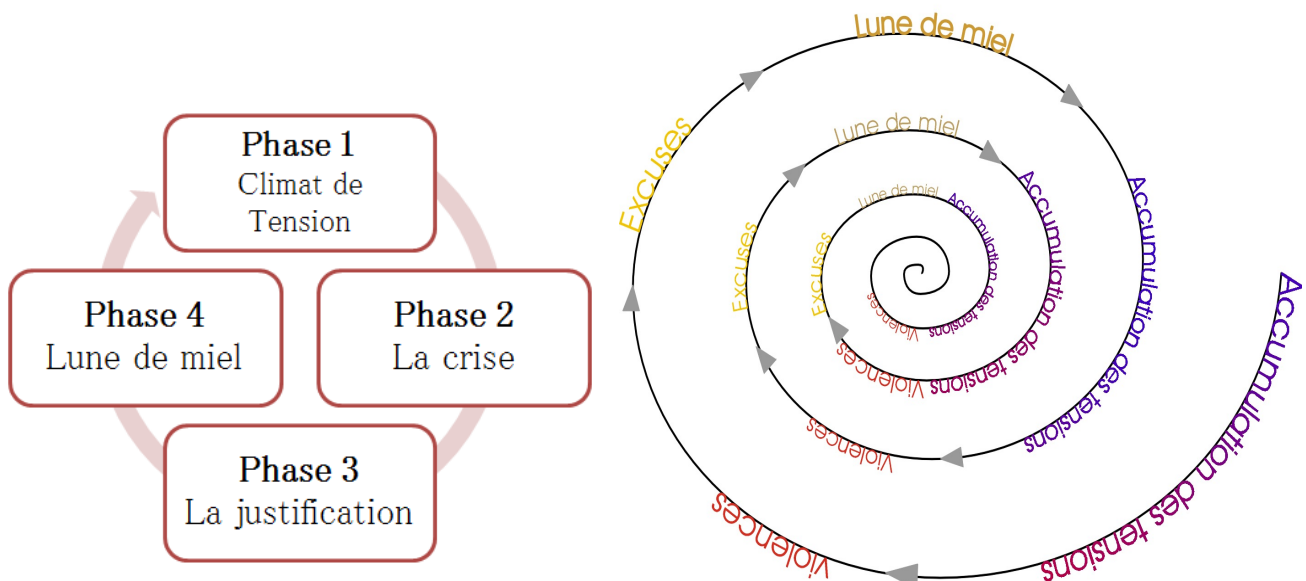 Phase 1
Climat de
Tension
Phase 2
La crise
Phase 3
La justification
Phase 4
Lune de miel
Accumulation des tensions
Violences
Excuses
Lune de miel
Accumulation des tensions
Violences
Excuses
Lune de miel
Accumulation des tensions
Violences
Excuses
Lune de miel
Accumulation des tensions
Violences